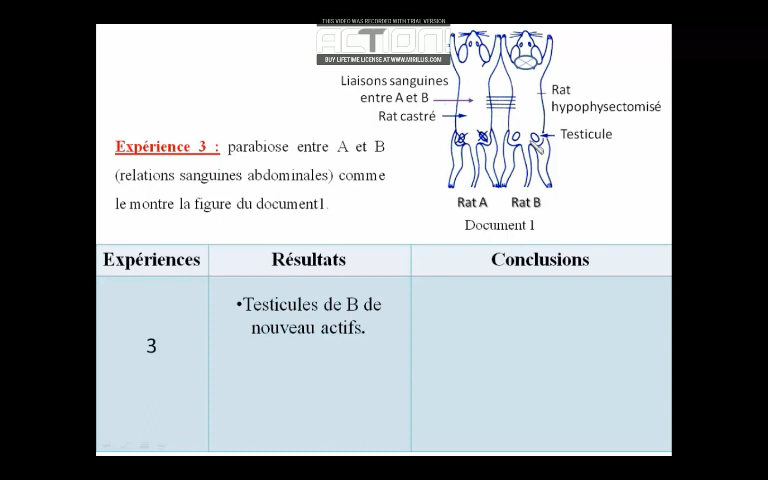 THIS VIDEO WAS RECORDED WITH TRIAL VERSION
ACTION!
BUY LIFETIME LICENSE AT WWW.MIRILLIS.COM
Liaisons sanguines
entre A et B
Rat castré
Rat
hypophysectomisé
Testicule
Expérience 3 : parabiose entre A et B
(relations sanguines abdominales) comme
le montre la figure du document1.
Rat A
Rat B
Document 1
Expériences
Résultats
Conclusions
3
•Testicules de B de
nouveau actifs.